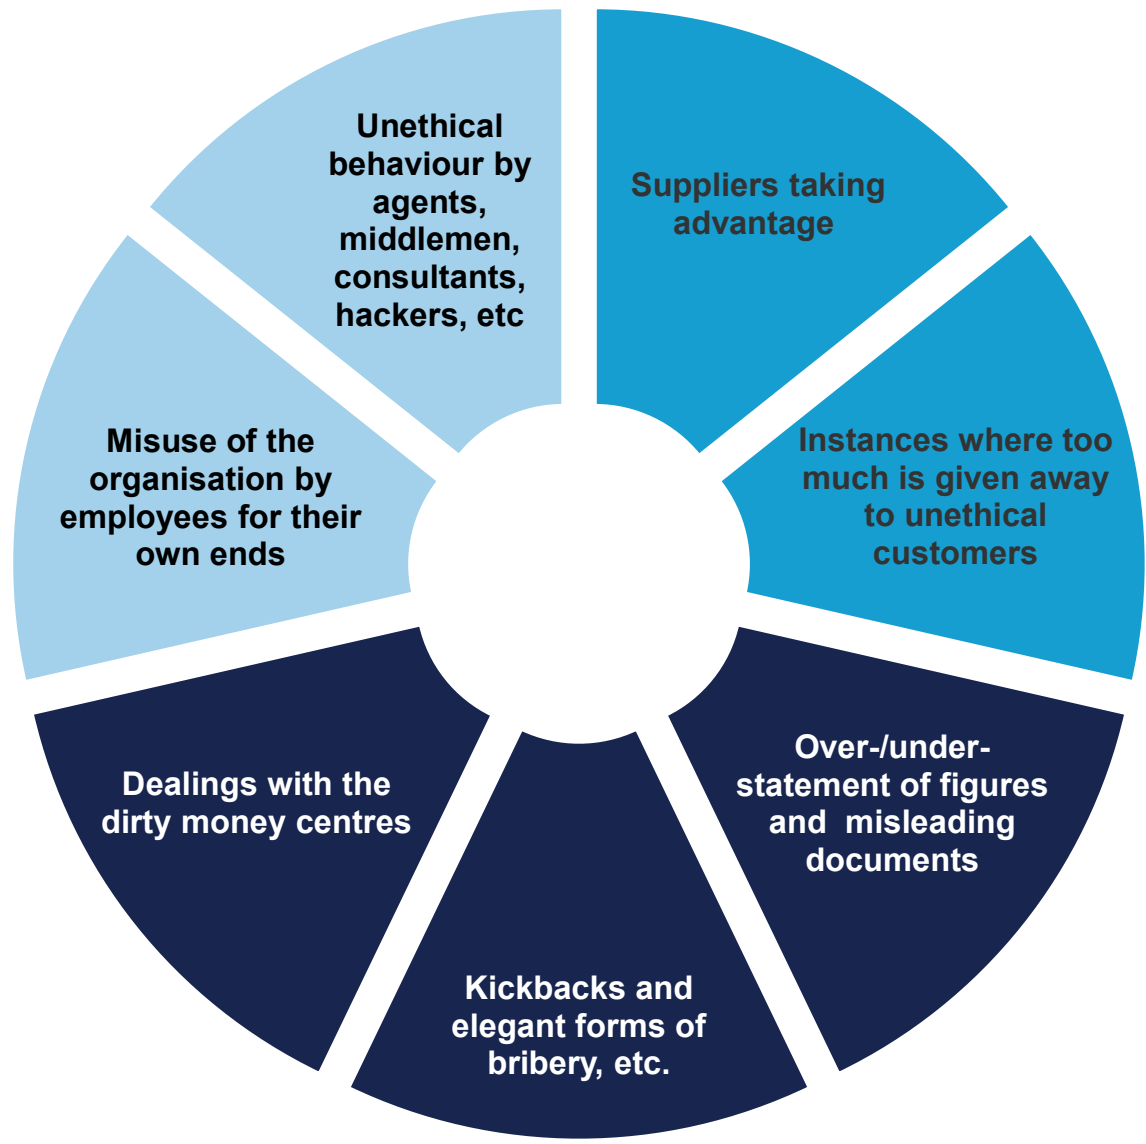 Unethical
behaviour by
agents,
middlemen,
consultants,
hackers, etc
Suppliers taking
advantage
Instances where too
much is given away
to unethical
customers
Over-/under-
statement of figures
and misleading
documents
Kickbacks and
elegant forms of
bribery, etc.
Dealings with the
dirty money centres
Misuse of the
organisation by
employees for their
own ends